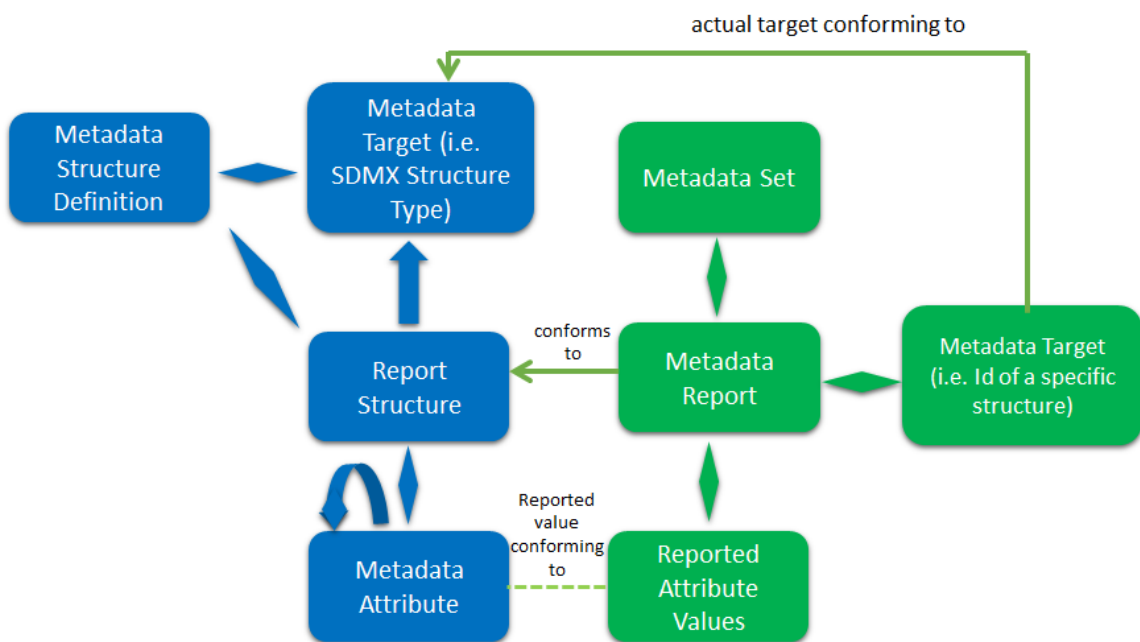 actual target conforming to
Metadata
Structure
Definition
Metadata
Target (i.e.
SDMX Structure
Type)
Metadata Set
Report
Structure
conforms
to
Metadata
Report
Metadata Target
(i.e. Id of a specific
structure)
Metadata
Attribute
Reported
value
conforming
to
Reported
Attribute
Values